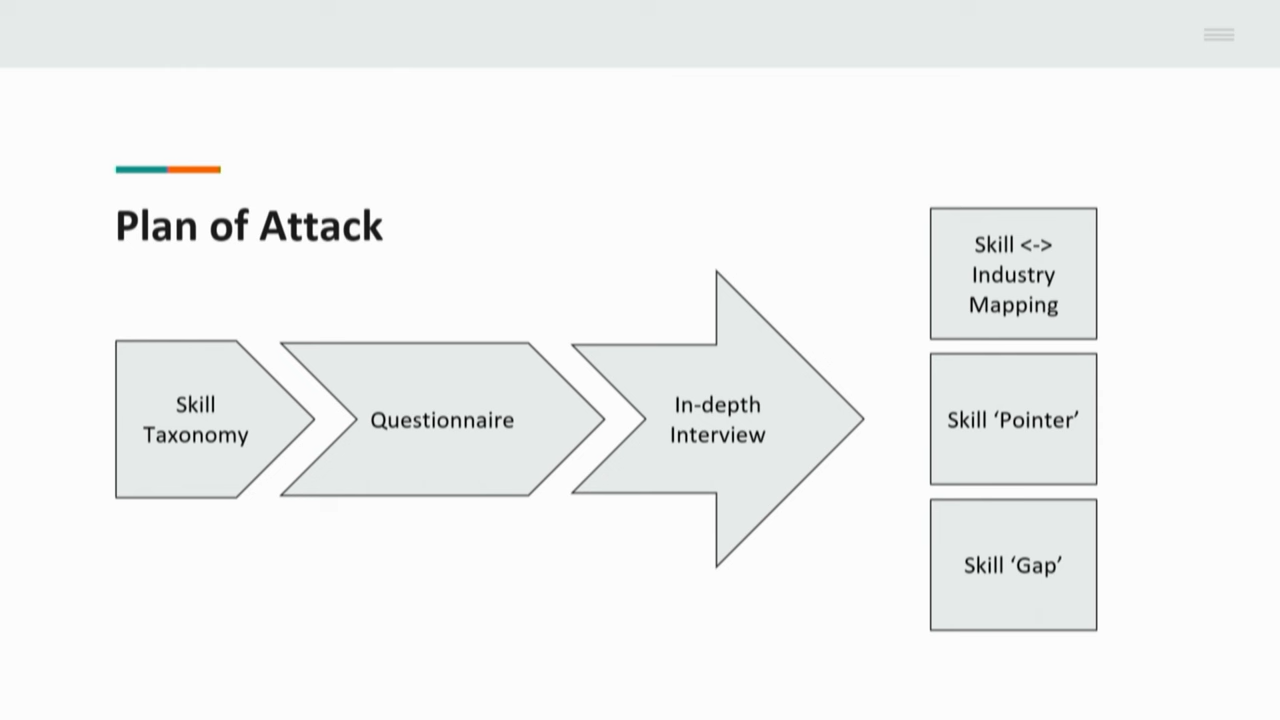 Plan of Attack
Skill
Taxonomy
Questionnaire
In-depth
Interview
Skill <->
Industry
Mapping
Skill ‘Pointer’
Skill ‘Gap’